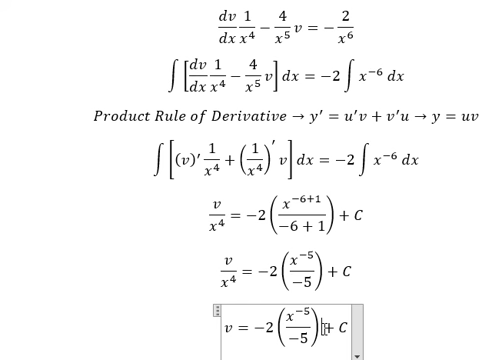 dv/dx 1/x⁴ − 4/x⁵ v = − 2/x⁶
∫ [dv/dx 1/x⁴ − 4/x⁵ v] dx = −2 ∫ x⁻⁶ dx
Product Rule of Derivative → y′ = u′v + v′u → y = uv
∫ [(v)′ 1/x⁴ + (1/x⁴)′ v] dx = −2 ∫ x⁻⁶ dx
v/x⁴ = −2 (x⁻⁶⁺¹/−6 + 1) + C
v/x⁴ = −2 (x⁻⁵/−5) + C
v = −2 (x⁻⁵/−5) + C